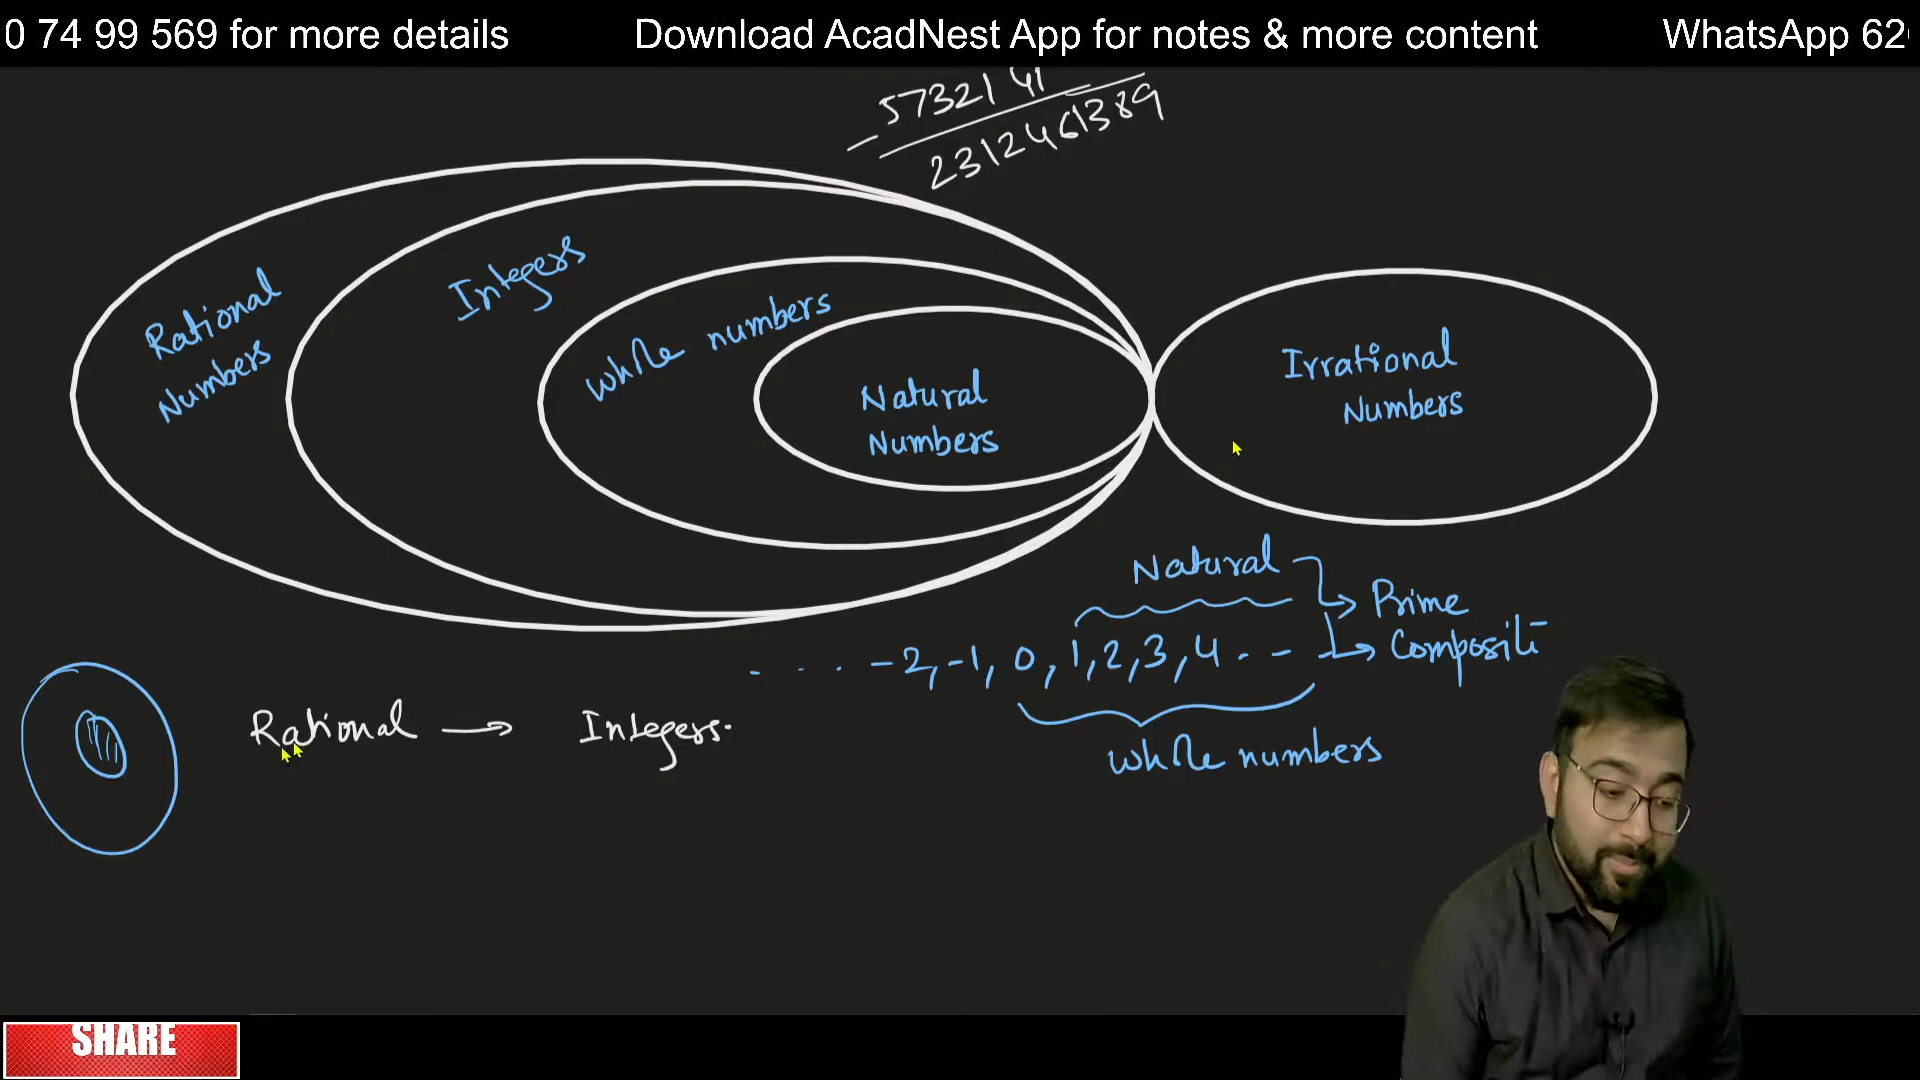 0 74 99 569 for more details Download AcadNest App for notes & more content WhatsApp 62
5732141
2312461389
Rational
Numbers
Integers
Whole numbers
Natural
Numbers
Irrational
Numbers
Natural
Prime
.... -2, -1, 0, 1, 2, 3, 4 . - -
Composite
Rational → Integers.
Whole numbers
SHARE